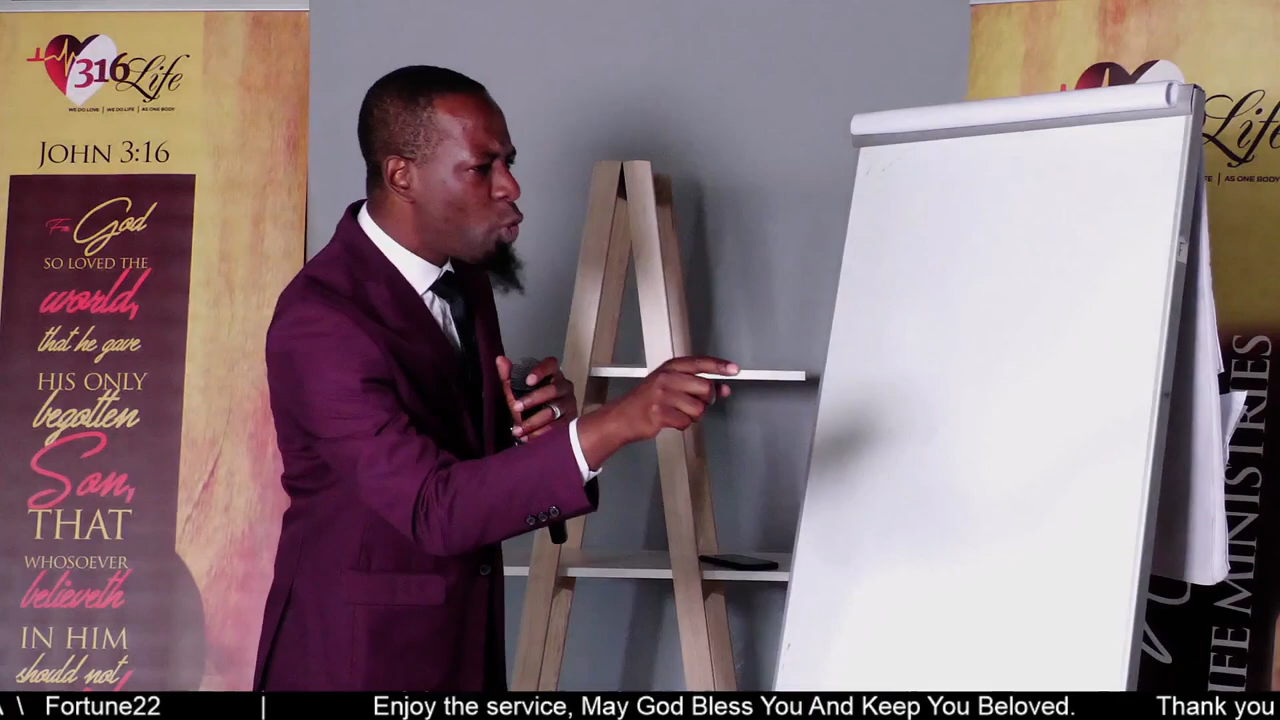 316 Life
WE DO LOVE | WE DO LIFE | AS ONE BODY
JOHN 3:16
For God
SO LOVED THE
world,
that he gave
HIS ONLY
begotten
Son,
THAT
WHOSOEVER
believeth
IN HIM
should not
Life
AS ONE BODY
LIFE MINISTRIES
\ Fortune22 | Enjoy the service, May God Bless You And Keep You Beloved. Thank you